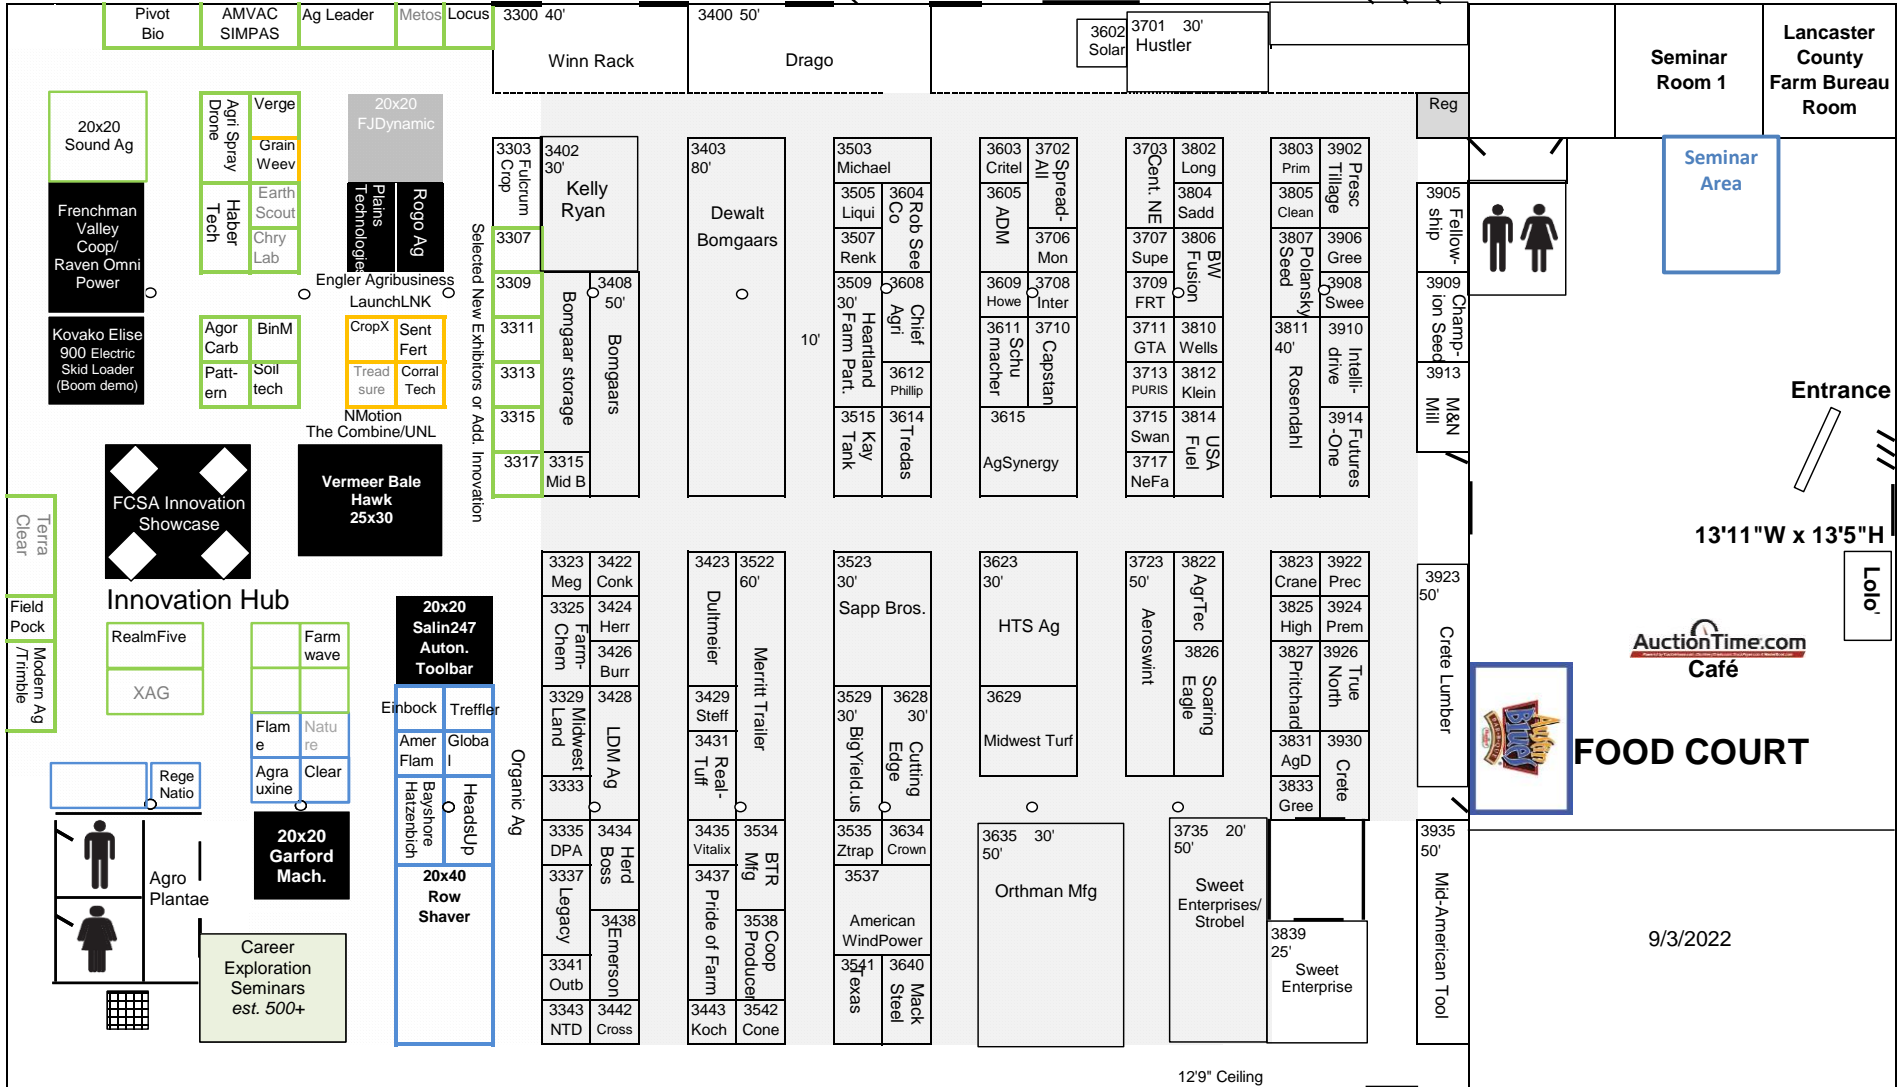 Pivot
Bio
AMVAC
SIMPAS
Ag Leader
Metos
Locus
3300 40'
Winn Rack
3400 50'
Drago
3602
Solar
3701 30'
Hustler
Seminar
Room 1
Lancaster
County
Farm Bureau
Room
Reg
20x20
Sound Ag
Agri Spray
Drone
Verge
Grain
Weev
20x20
FJDynamic
Haber
Tech
Earth
Scout
Chry
Lab
Plains
Technologie
Rogo Ag
Frenchman
Valley
Coop/
Raven Omni
Power
Engler Agribusiness
LaunchLNK
Kovako Elise
900 Electric
Skid Loader
(Boom demo)
Agor
Carb
BinM
Patt-
ern
Soil
tech
CropX
Sent
Fert
Tread
sure
Corral
Tech
NMotion
The Combine/UNL
FCSA Innovation
Showcase
Vermeer Bale
Hawk
25x30
Selected New Exhibitors or Add. Innovation
3303
Fulcrum
Crop
3307
3309
3311
3313
3315
3317
3402
30'
Kelly
Ryan
Bomgaar storage
3408
50'
Bomgaars
3315
Mid B
3403
80'
Dewalt
Bomgaars
10'
3503
Michael
3505
Liqui
3604
Rob See
Co
3507
Renk
3509
30'
Heartland
Farm Part.
3608
Chief
Agri
3612
Phillip
3515
Kay
Tank
3614
Tredas
3603
Critel
3702
Spread-
All
3605
ADM
3706
Mon
3609
Howe
3708
Inter
3611
Schu
macher
3710
Capstan
3615
AgSynergy
3703
Cent. NE
3802
Long
3804
Sadd
3707
Supe
3806
BW
Fusion
3709
FRT
3711
GTA
3810
Wells
3713
PURIS
3812
Klein
3715
Swan
3814
USA
Fuel
3717
NeFa
3803
Prim
3902
Presc
Tillage
3805
Clean
3807
Polansky
Seed
3906
Gree
3908
Swee
3811
40'
Rosendahl
3910
Intelli-
drive
3914
Futures
-One
3905
Fellow-
ship
3909
Champ-
ion Seed
3913
M&N
Mill
Seminar
Area
Entrance
13'11"W x 13'5"H
Lolo'
Terra
Clear
Field
Pock
Modern Ag
/Trimble
Innovation Hub
RealmFive
XAG
Farm
wave
Flam
e
Natu
re
Agra
uxine
Clear
Rege
Natio
20x20
Salin247
Auton.
Toolbar
Einbock
Treffler
Amer
Flam
Globa
l
Bayshore
Hatzenbich
HeadsUp
20x40
Row
Shaver
Organic Ag
20x20
Garford
Mach.
Agro
Plantae
Career
Exploration
Seminars
est. 500+
3323
Meg
3422
Conk
3325
Farm-
Chem
3424
Herr
3426
Burr
3329
Midwest
Land
3428
LDM Ag
3333
3335
DPA
3434
Herd
Boss
3337
Legacy
3438
Emerson
3341
Outb
3343
NTD
3442
Cross
3423
Dultmeier
3522
60'
Merritt Trailer
3429
Steff
3431
Real-
Tuff
3435
Vitalix
3534
BTR
Mfg
3437
Pride of Farm
3538
Coop
Producer
3443
Koch
3542
Cone
3523
30'
Sapp Bros.
3529
30'
BigYield.us
3628
30'
Cutting
Edge
3535
Ztrap
3634
Crown
3537
American
WindPower
3541
Texas
3640
Mack
Steel
3623
30'
HTS Ag
3629
Midwest Turf
3635 30'
50'
Orthman Mfg
3723
50'
Aeroswint
3822
AgrTec
3826
Soaring
Eagle
3735 20'
50'
Sweet
Enterprises/
Strobel
3823
Crane
3922
Prec
3825
High
3924
Prem
3827
Pritchard
3926
True
North
3831
AgD
3930
Crete
3833
Gree
3839
25'
Sweet
Enterprise
3923
50'
Crete Lumber
3935
50'
Mid-American Tool
AuctionTime.com
Café
Austin
Blues
FOOD COURT
9/3/2022
12'9" Ceiling